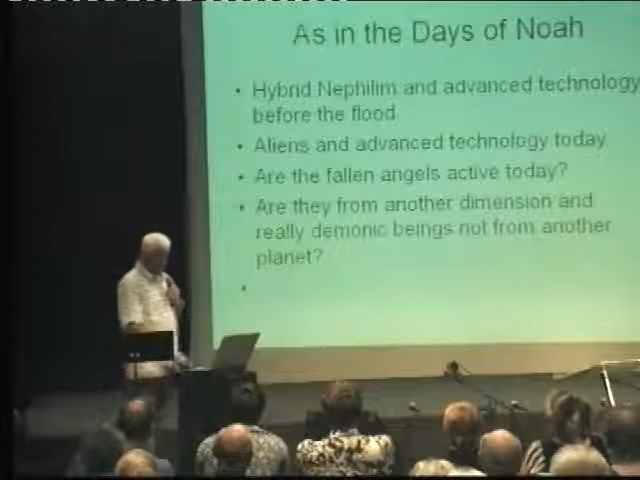 As in the Days of Noah
• Hybrid Nephilim and advanced technology
before the flood
• Aliens and advanced technology today
• Are the fallen angels active today?
• Are they from another dimension and
really demonic beings not from another
planet?
•